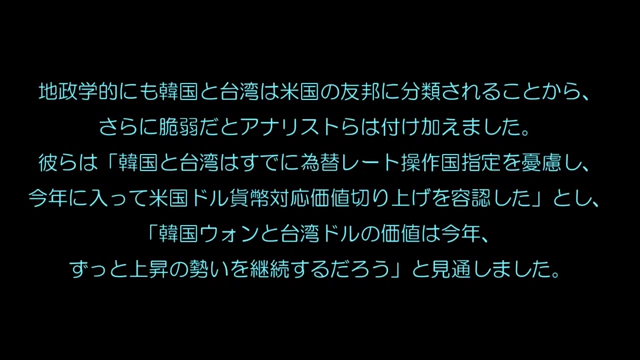 地政学的にも韓国と台湾は米国の友邦に分類されることから、
さらに脆弱だとアナリストらは付け加えました。
彼らは「韓国と台湾はすでに為替レート操作国指定を憂慮し、
今年に入って米国ドル貨幣対応価値切り上げを容認した」とし、
「韓国ウォンと台湾ドルの価値は今年、
ずっと上昇の勢いを継続するだろう」と見通しました。